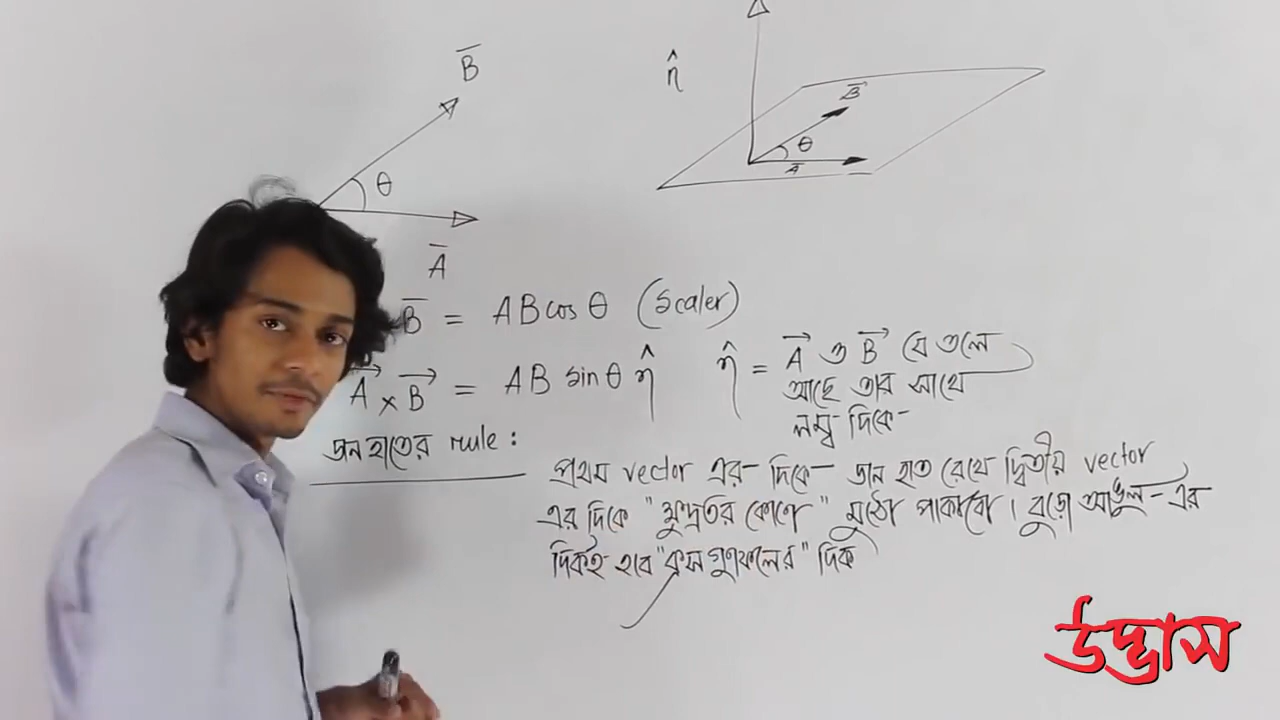 B
θ
A
η̂
B
θ
A
B = AB cos θ (Scaler)
A × B = AB sin θ η̂
η̂ = A ও B যে তলে
আছে তার সাথে
লম্ব দিকে
ডান হাতের rule :
প্রথম vector এর দিকে ডান হাত রেখে দ্বিতীয় vector
এর দিকে "ক্ষুদ্রতর কোণে" মুঠো পাকাবো। বুড়ো আঙুল-এর
দিকই হবে "ক্রস গুণফলের" দিক
উদ্ভাস